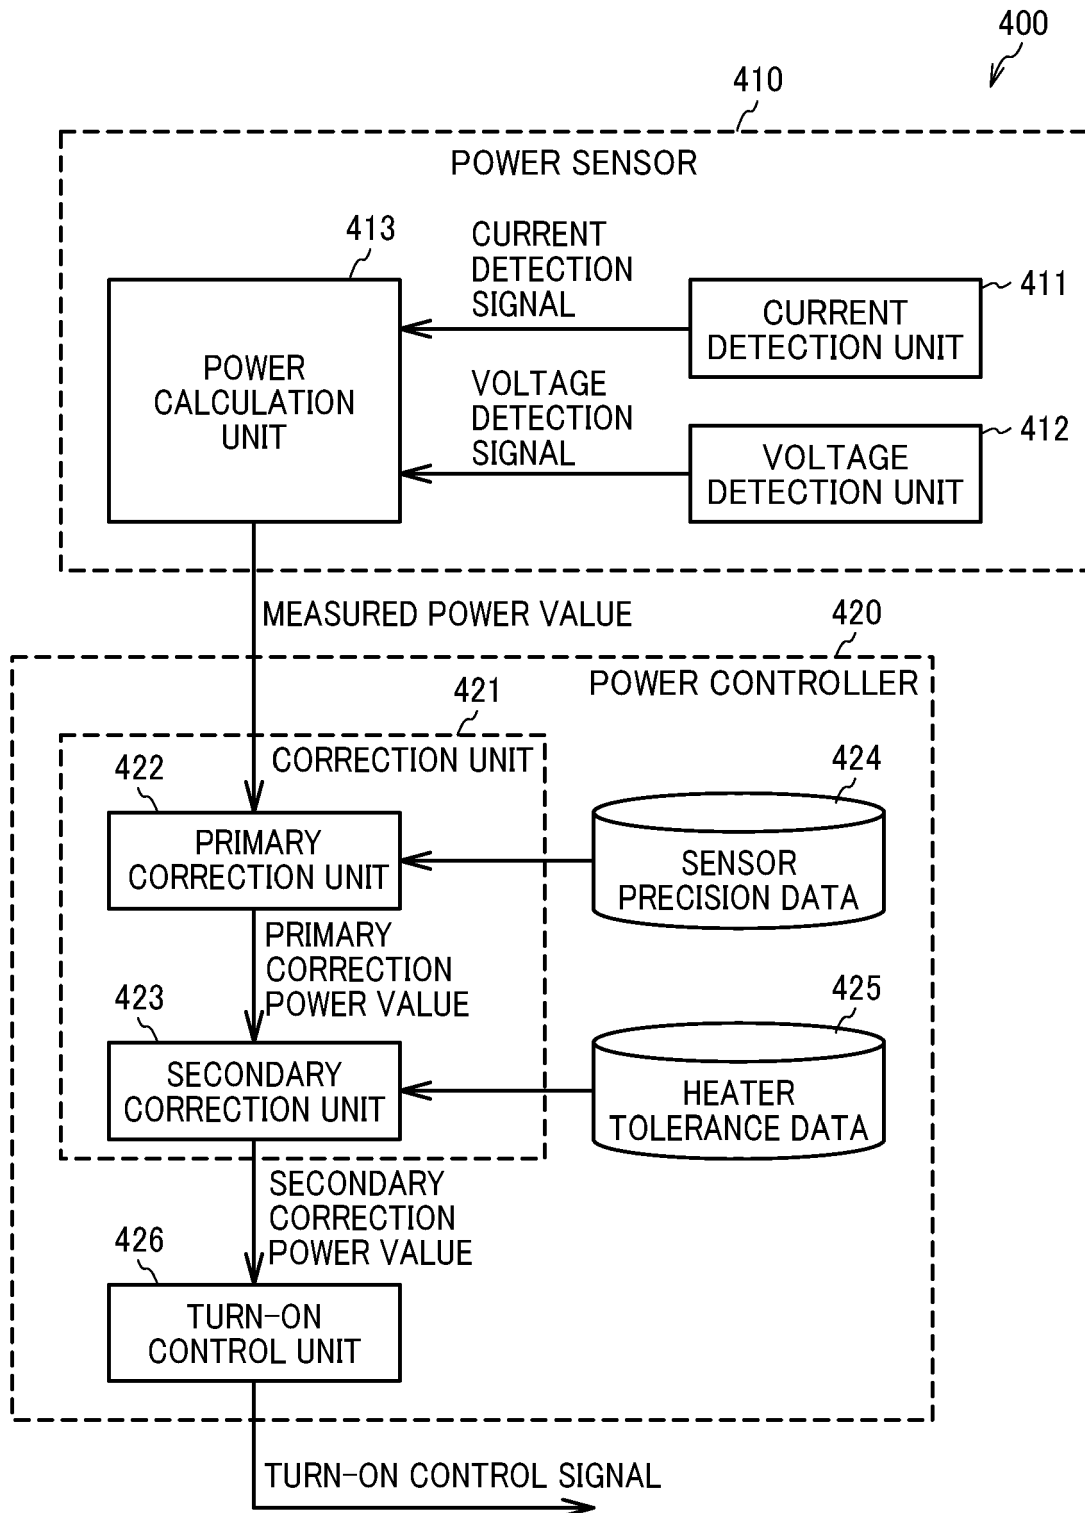 400
410
POWER SENSOR
413
CURRENT
DETECTION
SIGNAL
411
CURRENT
DETECTION UNIT
POWER
CALCULATION
UNIT
VOLTAGE
DETECTION
SIGNAL
412
VOLTAGE
DETECTION UNIT
MEASURED POWER VALUE
420
POWER CONTROLLER
421
CORRECTION UNIT
422
PRIMARY
CORRECTION UNIT
424
SENSOR
PRECISION DATA
PRIMARY
CORRECTION
POWER VALUE
423
SECONDARY
CORRECTION UNIT
425
HEATER
TOLERANCE DATA
SECONDARY
CORRECTION
POWER VALUE
426
TURN-ON
CONTROL UNIT
TURN-ON CONTROL SIGNAL